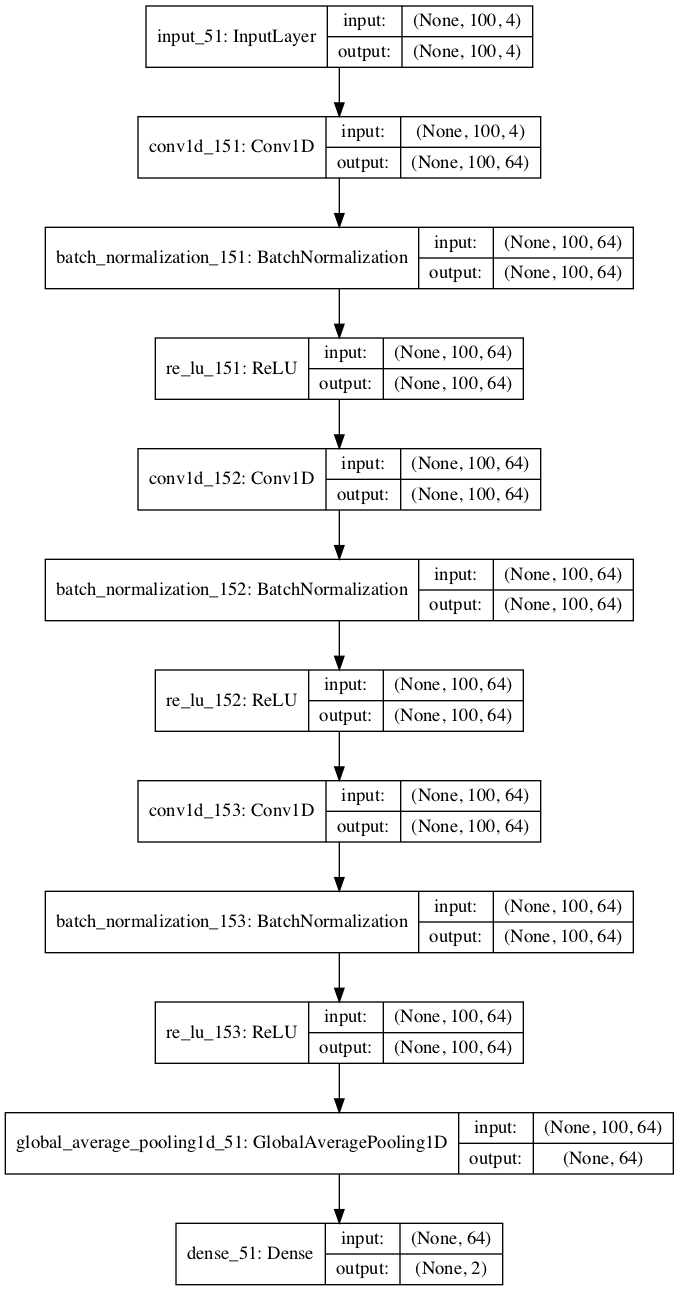 input_51: InputLayer
input: (None, 100, 4)
output: (None, 100, 4)
conv1d_151: Conv1D
input: (None, 100, 4)
output: (None, 100, 64)
batch_normalization_151: BatchNormalization
input: (None, 100, 64)
output: (None, 100, 64)
re_lu_151: ReLU
input: (None, 100, 64)
output: (None, 100, 64)
conv1d_152: Conv1D
input: (None, 100, 64)
output: (None, 100, 64)
batch_normalization_152: BatchNormalization
input: (None, 100, 64)
output: (None, 100, 64)
re_lu_152: ReLU
input: (None, 100, 64)
output: (None, 100, 64)
conv1d_153: Conv1D
input: (None, 100, 64)
output: (None, 100, 64)
batch_normalization_153: BatchNormalization
input: (None, 100, 64)
output: (None, 100, 64)
re_lu_153: ReLU
input: (None, 100, 64)
output: (None, 100, 64)
global_average_pooling1d_51: GlobalAveragePooling1D
input: (None, 100, 64)
output: (None, 64)
dense_51: Dense
input: (None, 64)
output: (None, 2)